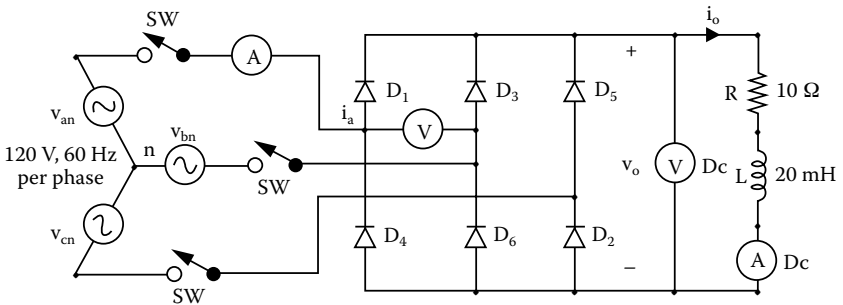 SW
A
i_o
+
D_1
D_3
D_5
R
10 Ω
v_an
i_a
V
120 V, 60 Hz
per phase
n
v_bn
SW
v_o
V
Dc
L
20 mH
v_cn
D_4
D_6
D_2
A
Dc
–
SW